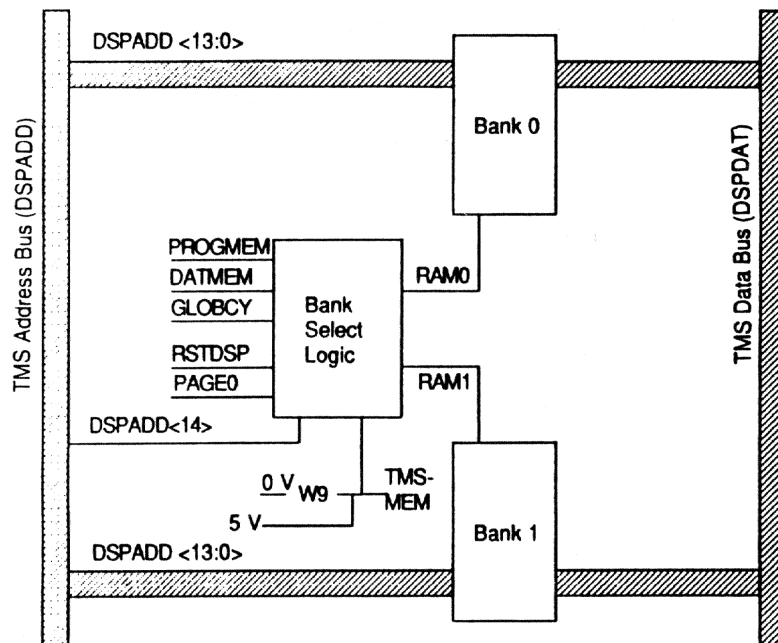 DSPADD <13:0>
Bank 0
TMS Address Bus (DSPADD)
TMS Data Bus (DSPDAT)
PROGMEM
DATMEM
GLOBCY
RSTDSP
PAGE0
Bank
Select
Logic
RAM0
RAM1
DSPADD<14>
0 V
W9
TMS-
MEM
5 V
Bank 1
DSPADD <13:0>